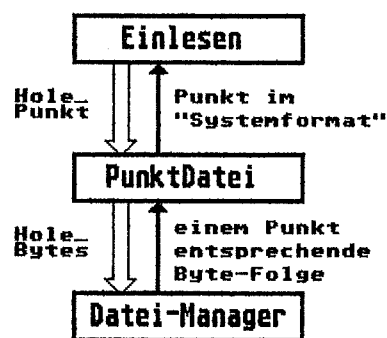 Einlesen
Hole_
Punkt
Punkt im
"Systemformat"
PunktDatei
Hole_
Bytes
einem Punkt
entsprechende
Byte-Folge
Datei-Manager